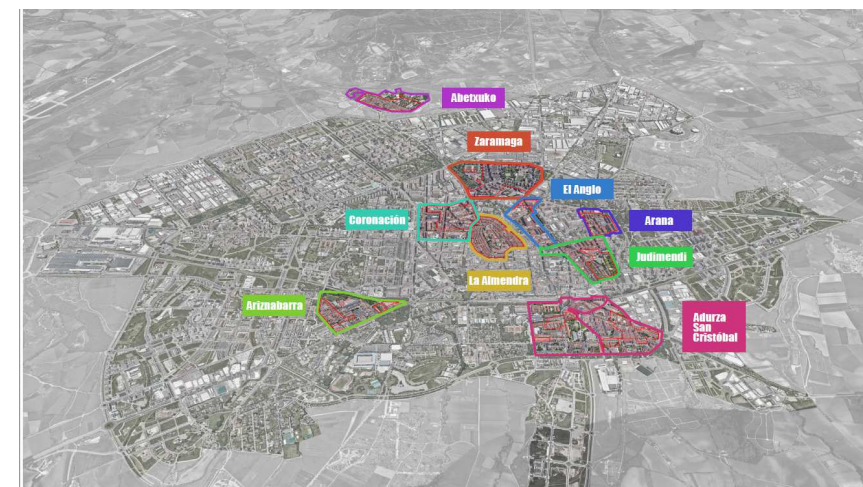 Abetxuko
Zaramaga
El Anglo
Coronación
Arana
Judimendi
La Almendra
Ariznabarra
Adurza
San
Cristóbal